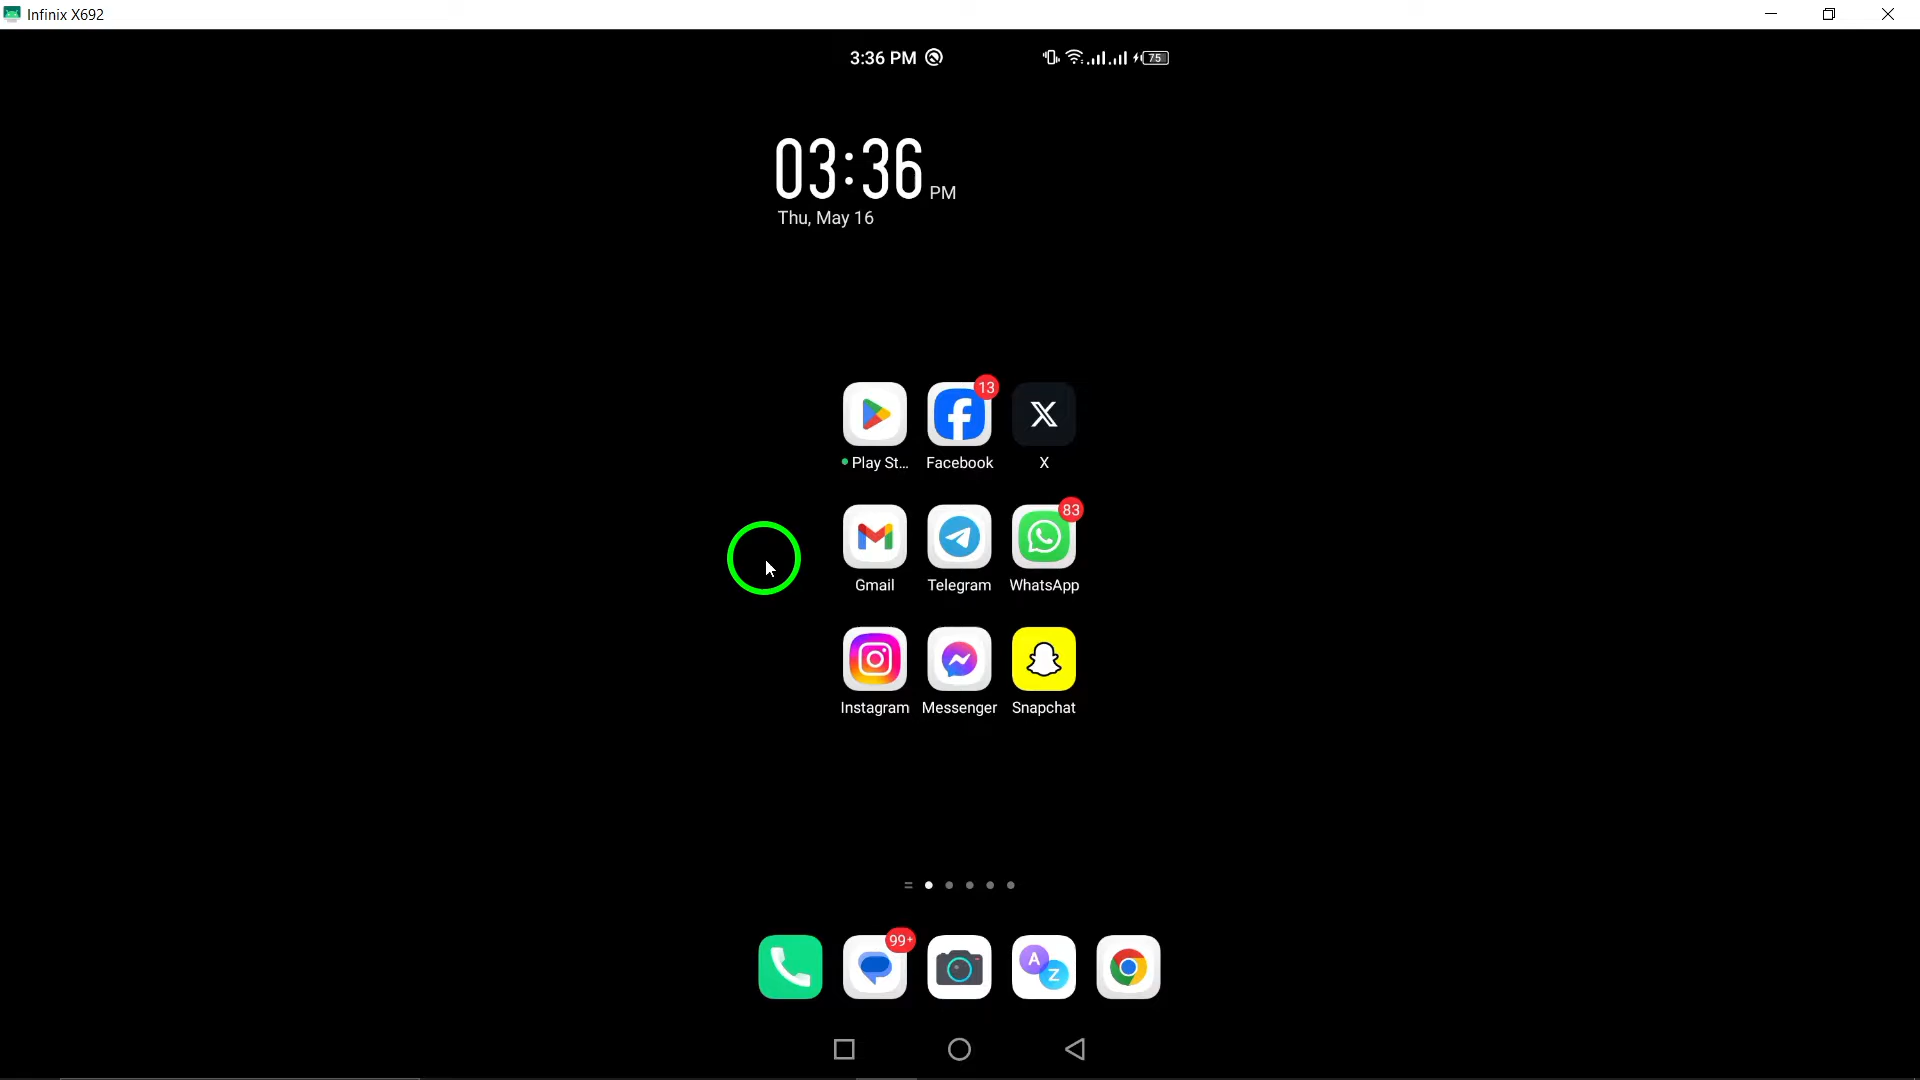 Infinix X692
3:36 PM
75
03:36 PM
Thu, May 16
13
Play St... Facebook X
83
Gmail Telegram WhatsApp
Instagram Messenger Snapchat
99+
A
Z